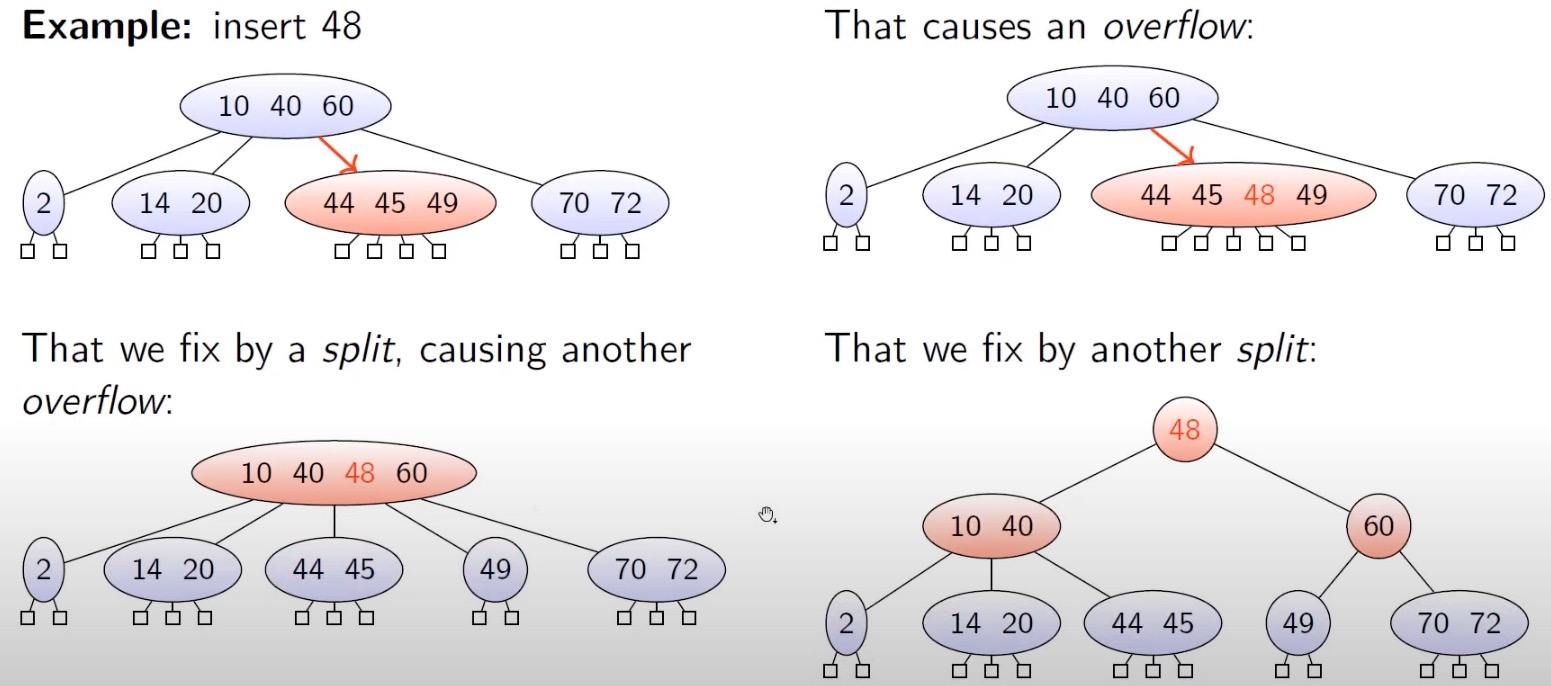 Example: insert 48
10 40 60
2
14 20
44 45 49
70 72
That causes an overflow:
10 40 60
2
14 20
44 45 48 49
70 72
That we fix by a split, causing another
overflow:
10 40 48 60
2
14 20
44 45
49
70 72
That we fix by another split:
48
10 40
60
2
14 20
44 45
49
70 72